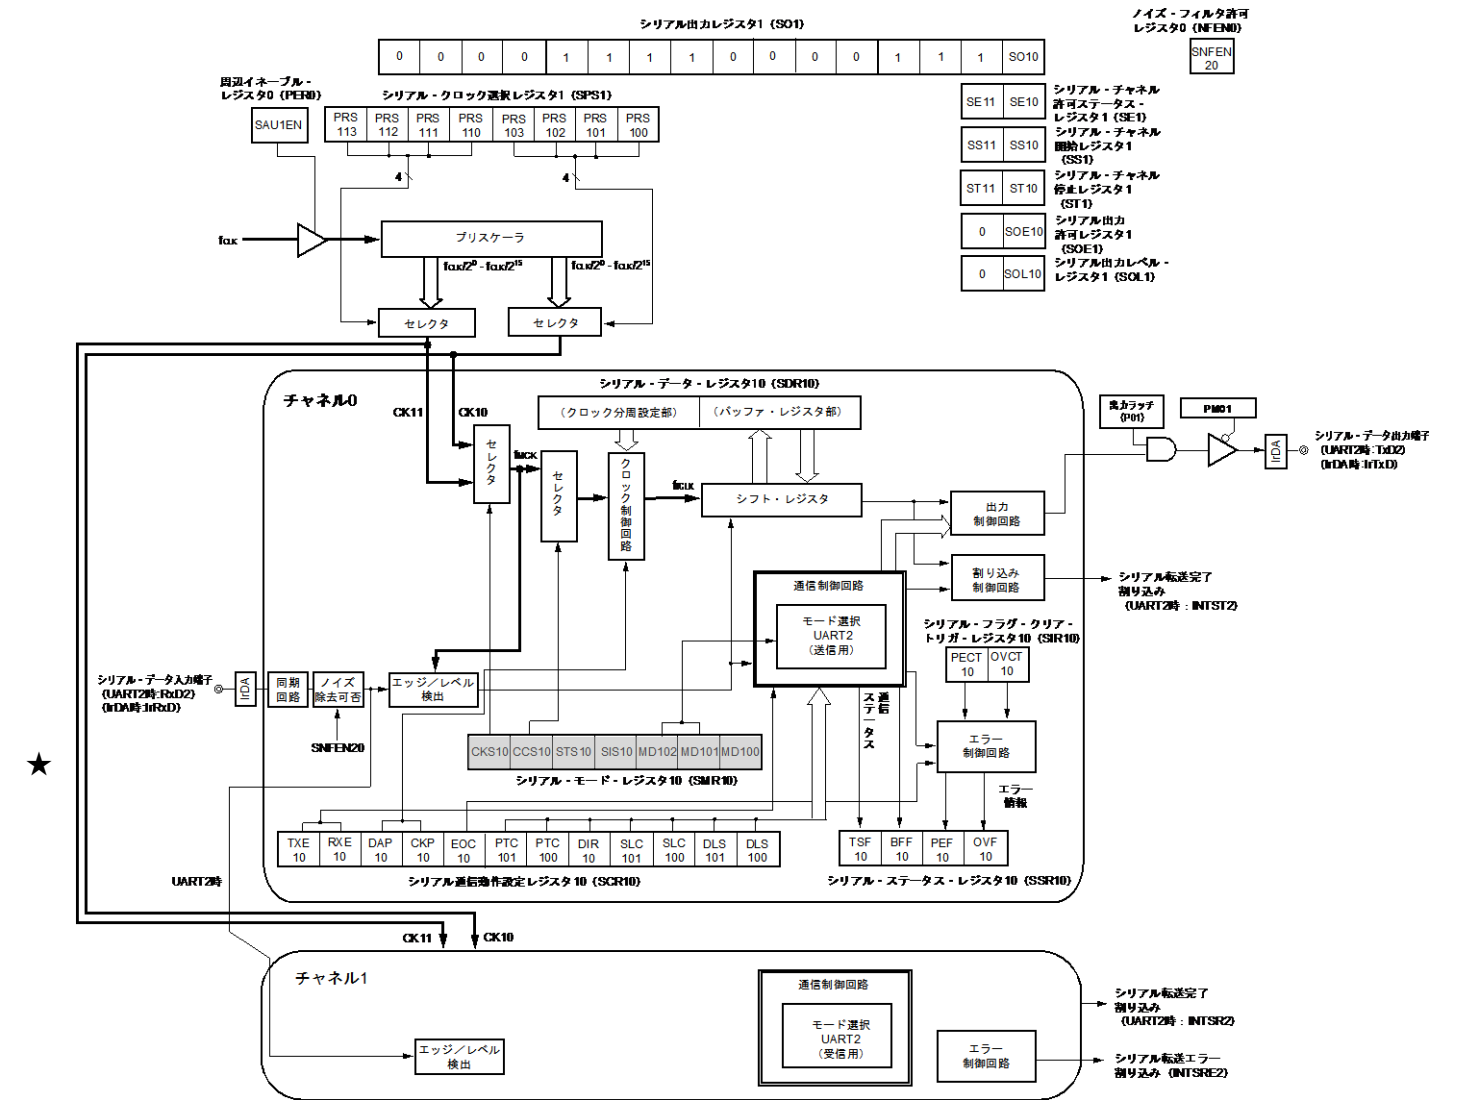 シリアル出力レジスタ1 (SO1)
0 0 0 0 1 1 1 1 0 0 0 0 1 1 1 SO10
ノイズ・フィルタ許可
レジスタ0 (NFEN0)
SNFEN
20
周辺イネーブル・
レジスタ0 (PER0)
SAU1EN
シリアル・クロック選択レジスタ1 (SPS1)
PRS PRS PRS PRS PRS PRS PRS PRS
113 112 111 110 103 102 101 100
4 4
SE11 SE10
シリアル・チャネル
許可ステータス・
レジスタ1 (SE1)
SS11 SS10
シリアル・チャネル
開始レジスタ1
(SS1)
ST11 ST10
シリアル・チャネル
停止レジスタ1
(ST1)
0 SOE10
シリアル出力
許可レジスタ1
(SOE1)
0 SOL10
シリアル出力レベル・
レジスタ1 (SOL1)
fCLK
プリスケーラ
fCLK/2⁰ - fCLK/2¹⁵ fCLK/2⁰ - fCLK/2¹⁵
セレクタ セレクタ
チャネル0
CK11 CK10
シリアル・データ・レジスタ10 (SDR10)
(クロック分周設定部) (バッファ・レジスタ部)
セレクタ
fMCK
セレクタ
クロック制御回路
fTCLK
シフト・レジスタ
出力
制御回路
出力ラッチ
(P01)
PM01
IrDA
シリアル・データ出力端子
(UART2時:TxD2)
(IrDA時:IrTxD)
割り込み
制御回路
シリアル転送完了
割り込み
(UART2時:INTST2)
通信制御回路
モード選択
UART2
(送信用)
シリアル・フラグ・クリア・
トリガ・レジスタ10 (SIR10)
PECT OVCT
10 10
シリアル・データ入力端子
(UART2時:RxD2)
(IrDA時:IrRxD)
IrDA
同期
回路
ノイズ
除去可否
SNFEN20
エッジ/レベル
検出
通信
ステータス
エラー
制御回路
エラー
情報
CKS10 CCS10 STS10 SIS10 MD102 MD101 MD100
シリアル・モード・レジスタ10 (SMR10)
★
TXE RXE DAP CKP EOC PTC PTC DIR SLC SLC DLS DLS
10 10 10 10 10 101 100 10 101 100 101 100
シリアル通信動作設定レジスタ10 (SCR10)
TSF BFF PEF OVF
10 10 10 10
シリアル・ステータス・レジスタ10 (SSR10)
UART2時
CK11 CK10
チャネル1
通信制御回路
モード選択
UART2
(受信用)
エッジ/レベル
検出
エラー
制御回路
シリアル転送完了
割り込み
(UART2時:INTSR2)
シリアル転送エラー
割り込み (INTSRE2)